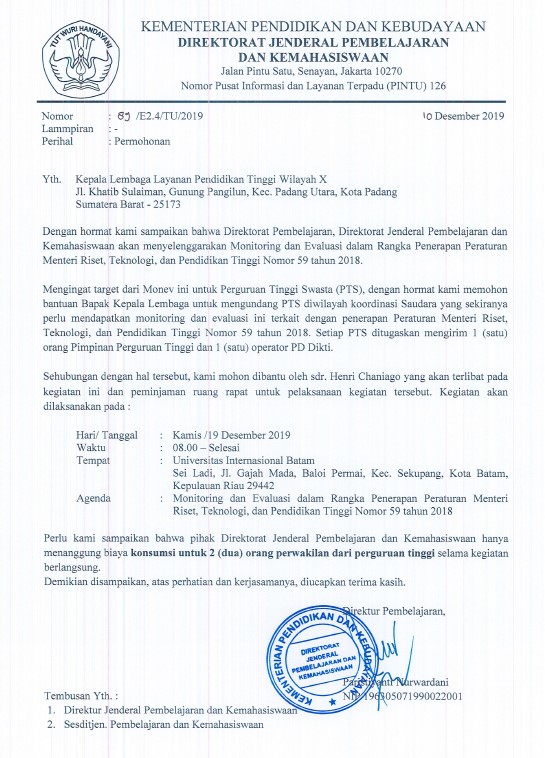 TUT WURI HANDAYANI
KEMENTERIAN PENDIDIKAN DAN KEBUDAYAAN
DIREKTORAT JENDERAL PEMBELAJARAN
DAN KEMAHASISWAAN
Jalan Pintu Satu, Senayan, Jakarta 10270
Nomor Pusat Informasi dan Layanan Terpadu (PINTU) 126
Nomor : /E2.4/TU/2019 10 Desember 2019
Lammpiran : -
Perihal : Permohonan
Yth. Kepala Lembaga Layanan Pendidikan Tinggi Wilayah X
Jl. Khatib Sulaiman, Gunung Pangilun, Kec. Padang Utara, Kota Padang
Sumatera Barat - 25173
Dengan hormat kami sampaikan bahwa Direktorat Pembelajaran, Direktorat Jenderal Pembelajaran dan
Kemahasiswaan akan menyelenggarakan Monitoring dan Evaluasi dalam Rangka Penerapan Peraturan
Menteri Riset, Teknologi, dan Pendidikan Tinggi Nomor 59 tahun 2018.
Mengingat target dari Monev ini untuk Perguruan Tinggi Swasta (PTS), dengan hormat kami memohon
bantuan Bapak Kepala Lembaga untuk mengundang PTS diwilayah koordinasi Saudara yang sekiranya
perlu mendapatkan monitoring dan evaluasi ini terkait dengan penerapan Peraturan Menteri Riset,
Teknologi, dan Pendidikan Tinggi Nomor 59 tahun 2018. Setiap PTS ditugaskan mengirim 1 (satu)
orang Pimpinan Perguruan Tinggi dan 1 (satu) operator PD Dikti.
Sehubungan dengan hal tersebut, kami mohon dibantu oleh sdr. Henri Chaniago yang akan terlibat pada
kegiatan ini dan peminjaman ruang rapat untuk pelaksanaan kegiatan tersebut. Kegiatan akan
dilaksanakan pada :
Hari/ Tanggal : Kamis /19 Desember 2019
Waktu : 08.00 – Selesai
Tempat : Universitas Internasional Batam
Sei Ladi, Jl. Gajah Mada, Baloi Permai, Kec. Sekupang, Kota Batam,
Kepulauan Riau 29442
Agenda : Monitoring dan Evaluasi dalam Rangka Penerapan Peraturan Menteri
Riset, Teknologi, dan Pendidikan Tinggi Nomor 59 tahun 2018
Perlu kami sampaikan bahwa pihak Direktorat Jenderal Pembelajaran dan Kemahasiswaan hanya
menanggung biaya konsumsi untuk 2 (dua) orang perwakilan dari perguruan tinggi selama kegiatan
berlangsung.
Demikian disampaikan, atas perhatian dan kerjasamanya, diucapkan terima kasih.
Direktur Pembelajaran,
KEMENTERIAN PENDIDIKAN DAN KEBUDAYAAN
DIREKTORAT
JENDERAL
PEMBELAJARAN DAN
KEMAHASISWAAN
Nurwardani
NIP 196305071990022001
Tembusan Yth. :
1. Direktur Jenderal Pembelajaran dan Kemahasiswaan
2. Sesditjen. Pembelajaran dan Kemahasiswaan